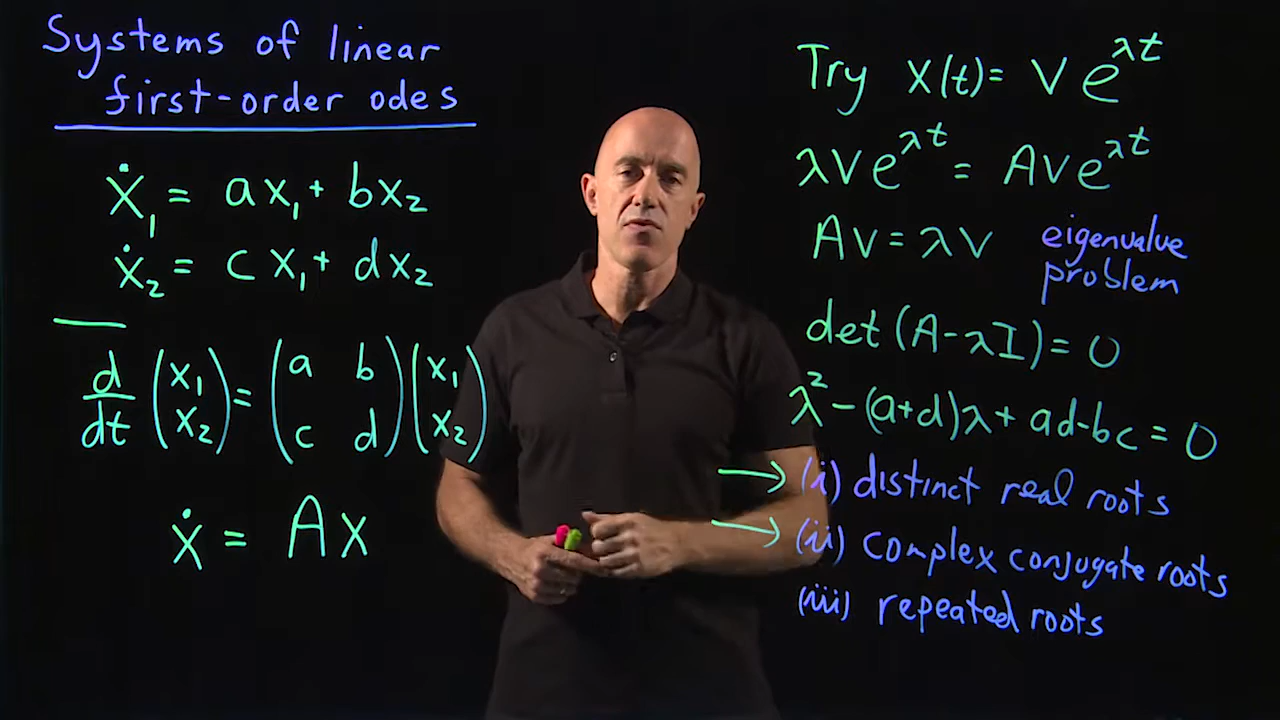 Systems of linear
first-order odes
ẋ₁ = ax₁ + bx₂
ẋ₂ = cx₁ + dx₂
d/dt (x₁ x₂) = (a b c d)(x₁ x₂)
ẋ = Ax
Try x(t) = v e^λt
λv e^λt = Av e^λt
Av = λv eigenvalue problem
det (A-λI) = 0
λ² - (a+d)λ + ad-bc = 0
→ (i) distinct real roots
→ (ii) complex conjugate roots
(iii) repeated roots